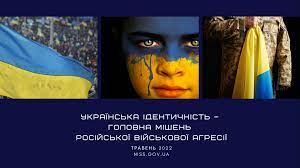 УКРАЇНСЬКА ІДЕНТИЧНІСТЬ –
ГОЛОВНА МІШЕНЬ
РОСІЙСЬКОЇ ВІЙСЬКОВОЇ АГРЕСІЇ
ТРАВЕНЬ 2022
NISS.GOV.UA